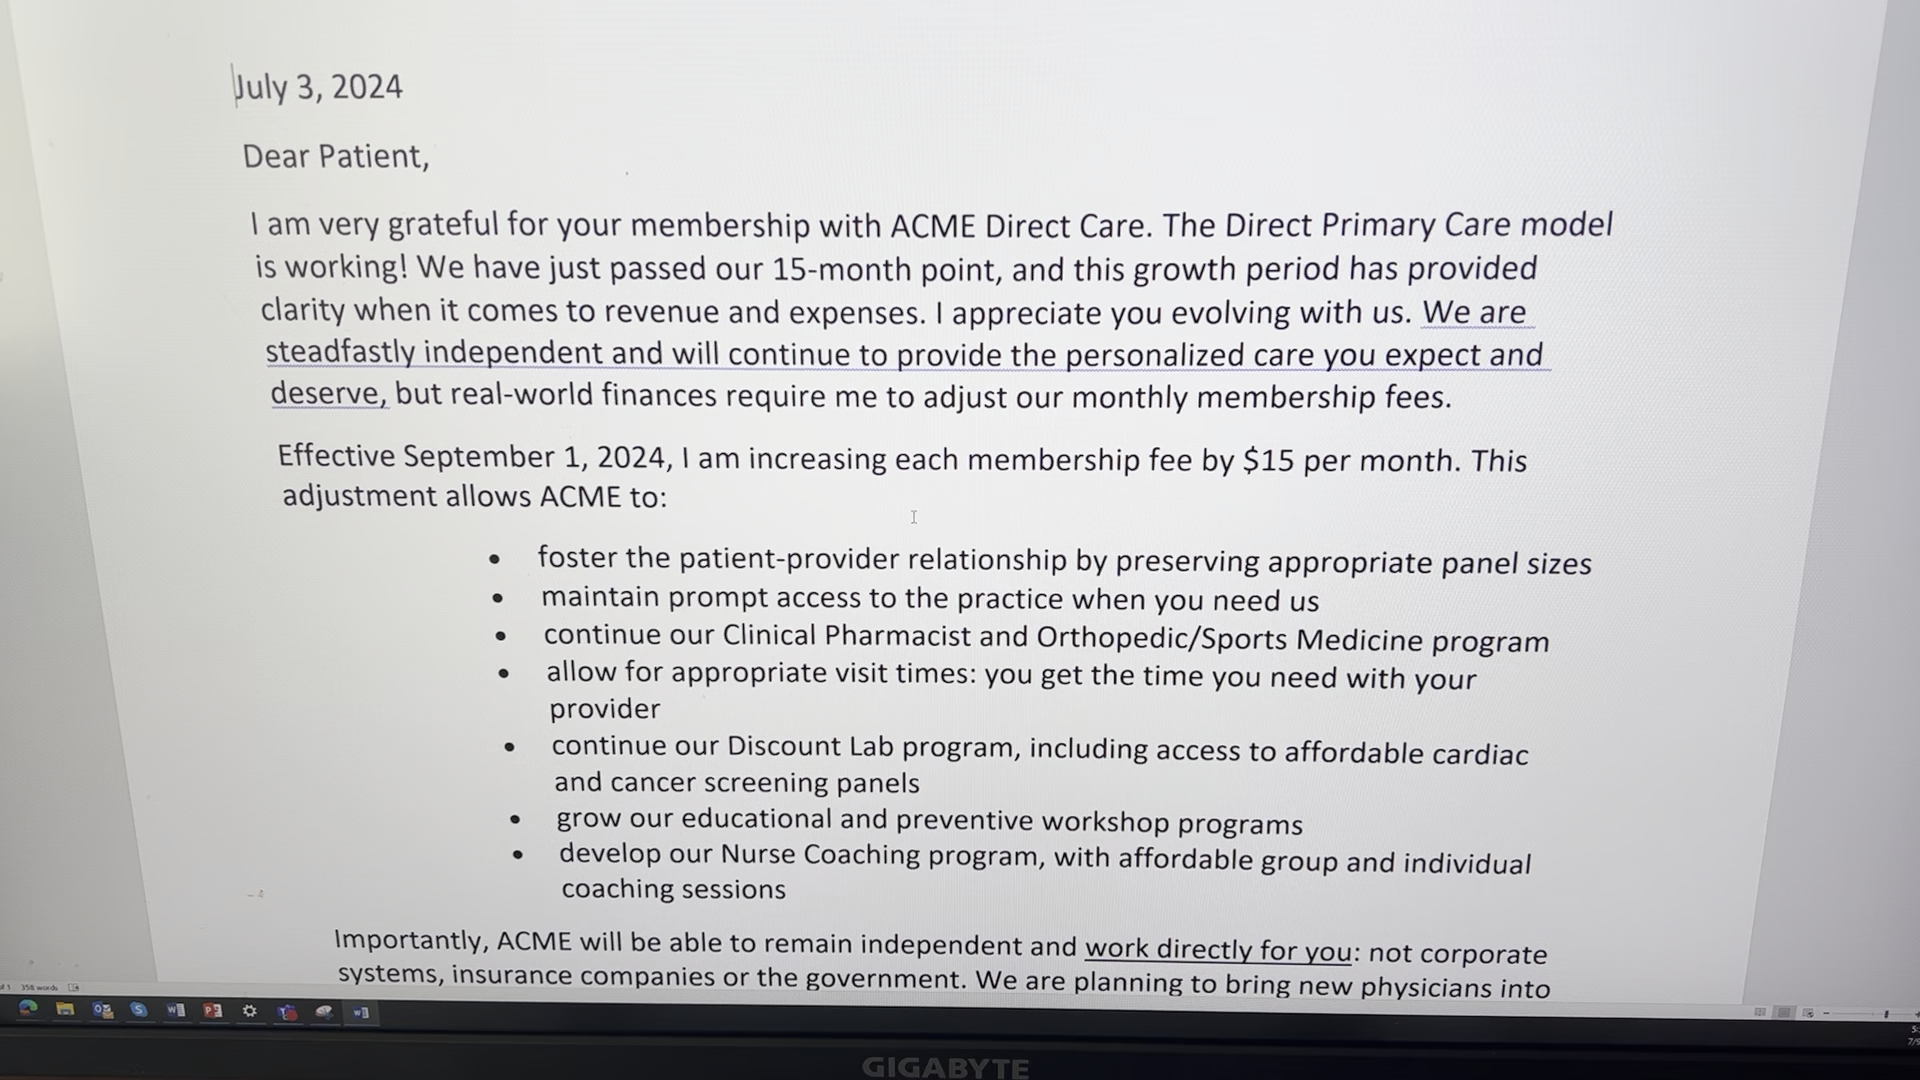 July 3, 2024
Dear Patient,
I am very grateful for your membership with ACME Direct Care. The Direct Primary Care model
is working! We have just passed our 15-month point, and this growth period has provided
clarity when it comes to revenue and expenses. I appreciate you evolving with us. We are
steadfastly independent and will continue to provide the personalized care you expect and
deserve, but real-world finances require me to adjust our monthly membership fees.
Effective September 1, 2024, I am increasing each membership fee by $15 per month. This
adjustment allows ACME to:
• foster the patient-provider relationship by preserving appropriate panel sizes
• maintain prompt access to the practice when you need us
• continue our Clinical Pharmacist and Orthopedic/Sports Medicine program
• allow for appropriate visit times: you get the time you need with your
provider
• continue our Discount Lab program, including access to affordable cardiac
and cancer screening panels
• grow our educational and preventive workshop programs
• develop our Nurse Coaching program, with affordable group and individual
coaching sessions
Importantly, ACME will be able to remain independent and work directly for you: not corporate
systems, insurance companies or the government. We are planning to bring new physicians into
358 words
GIGABYTE